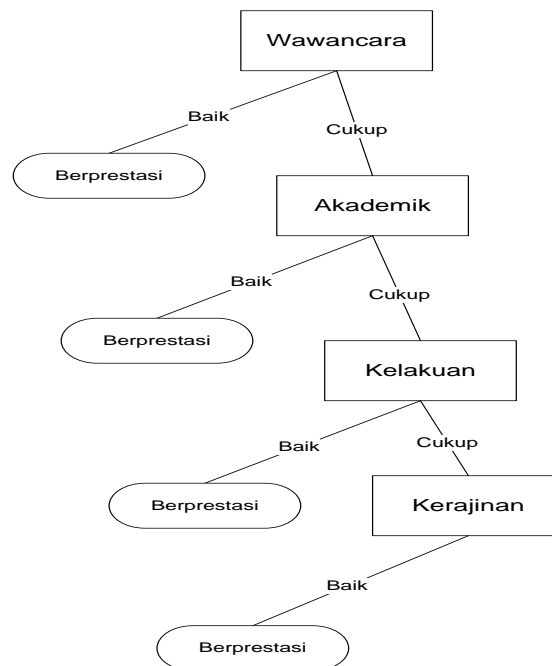 Wawancara
Baik
Cukup
Berprestasi
Akademik
Baik
Cukup
Berprestasi
Kelakuan
Baik
Cukup
Berprestasi
Kerajinan
Baik
Berprestasi